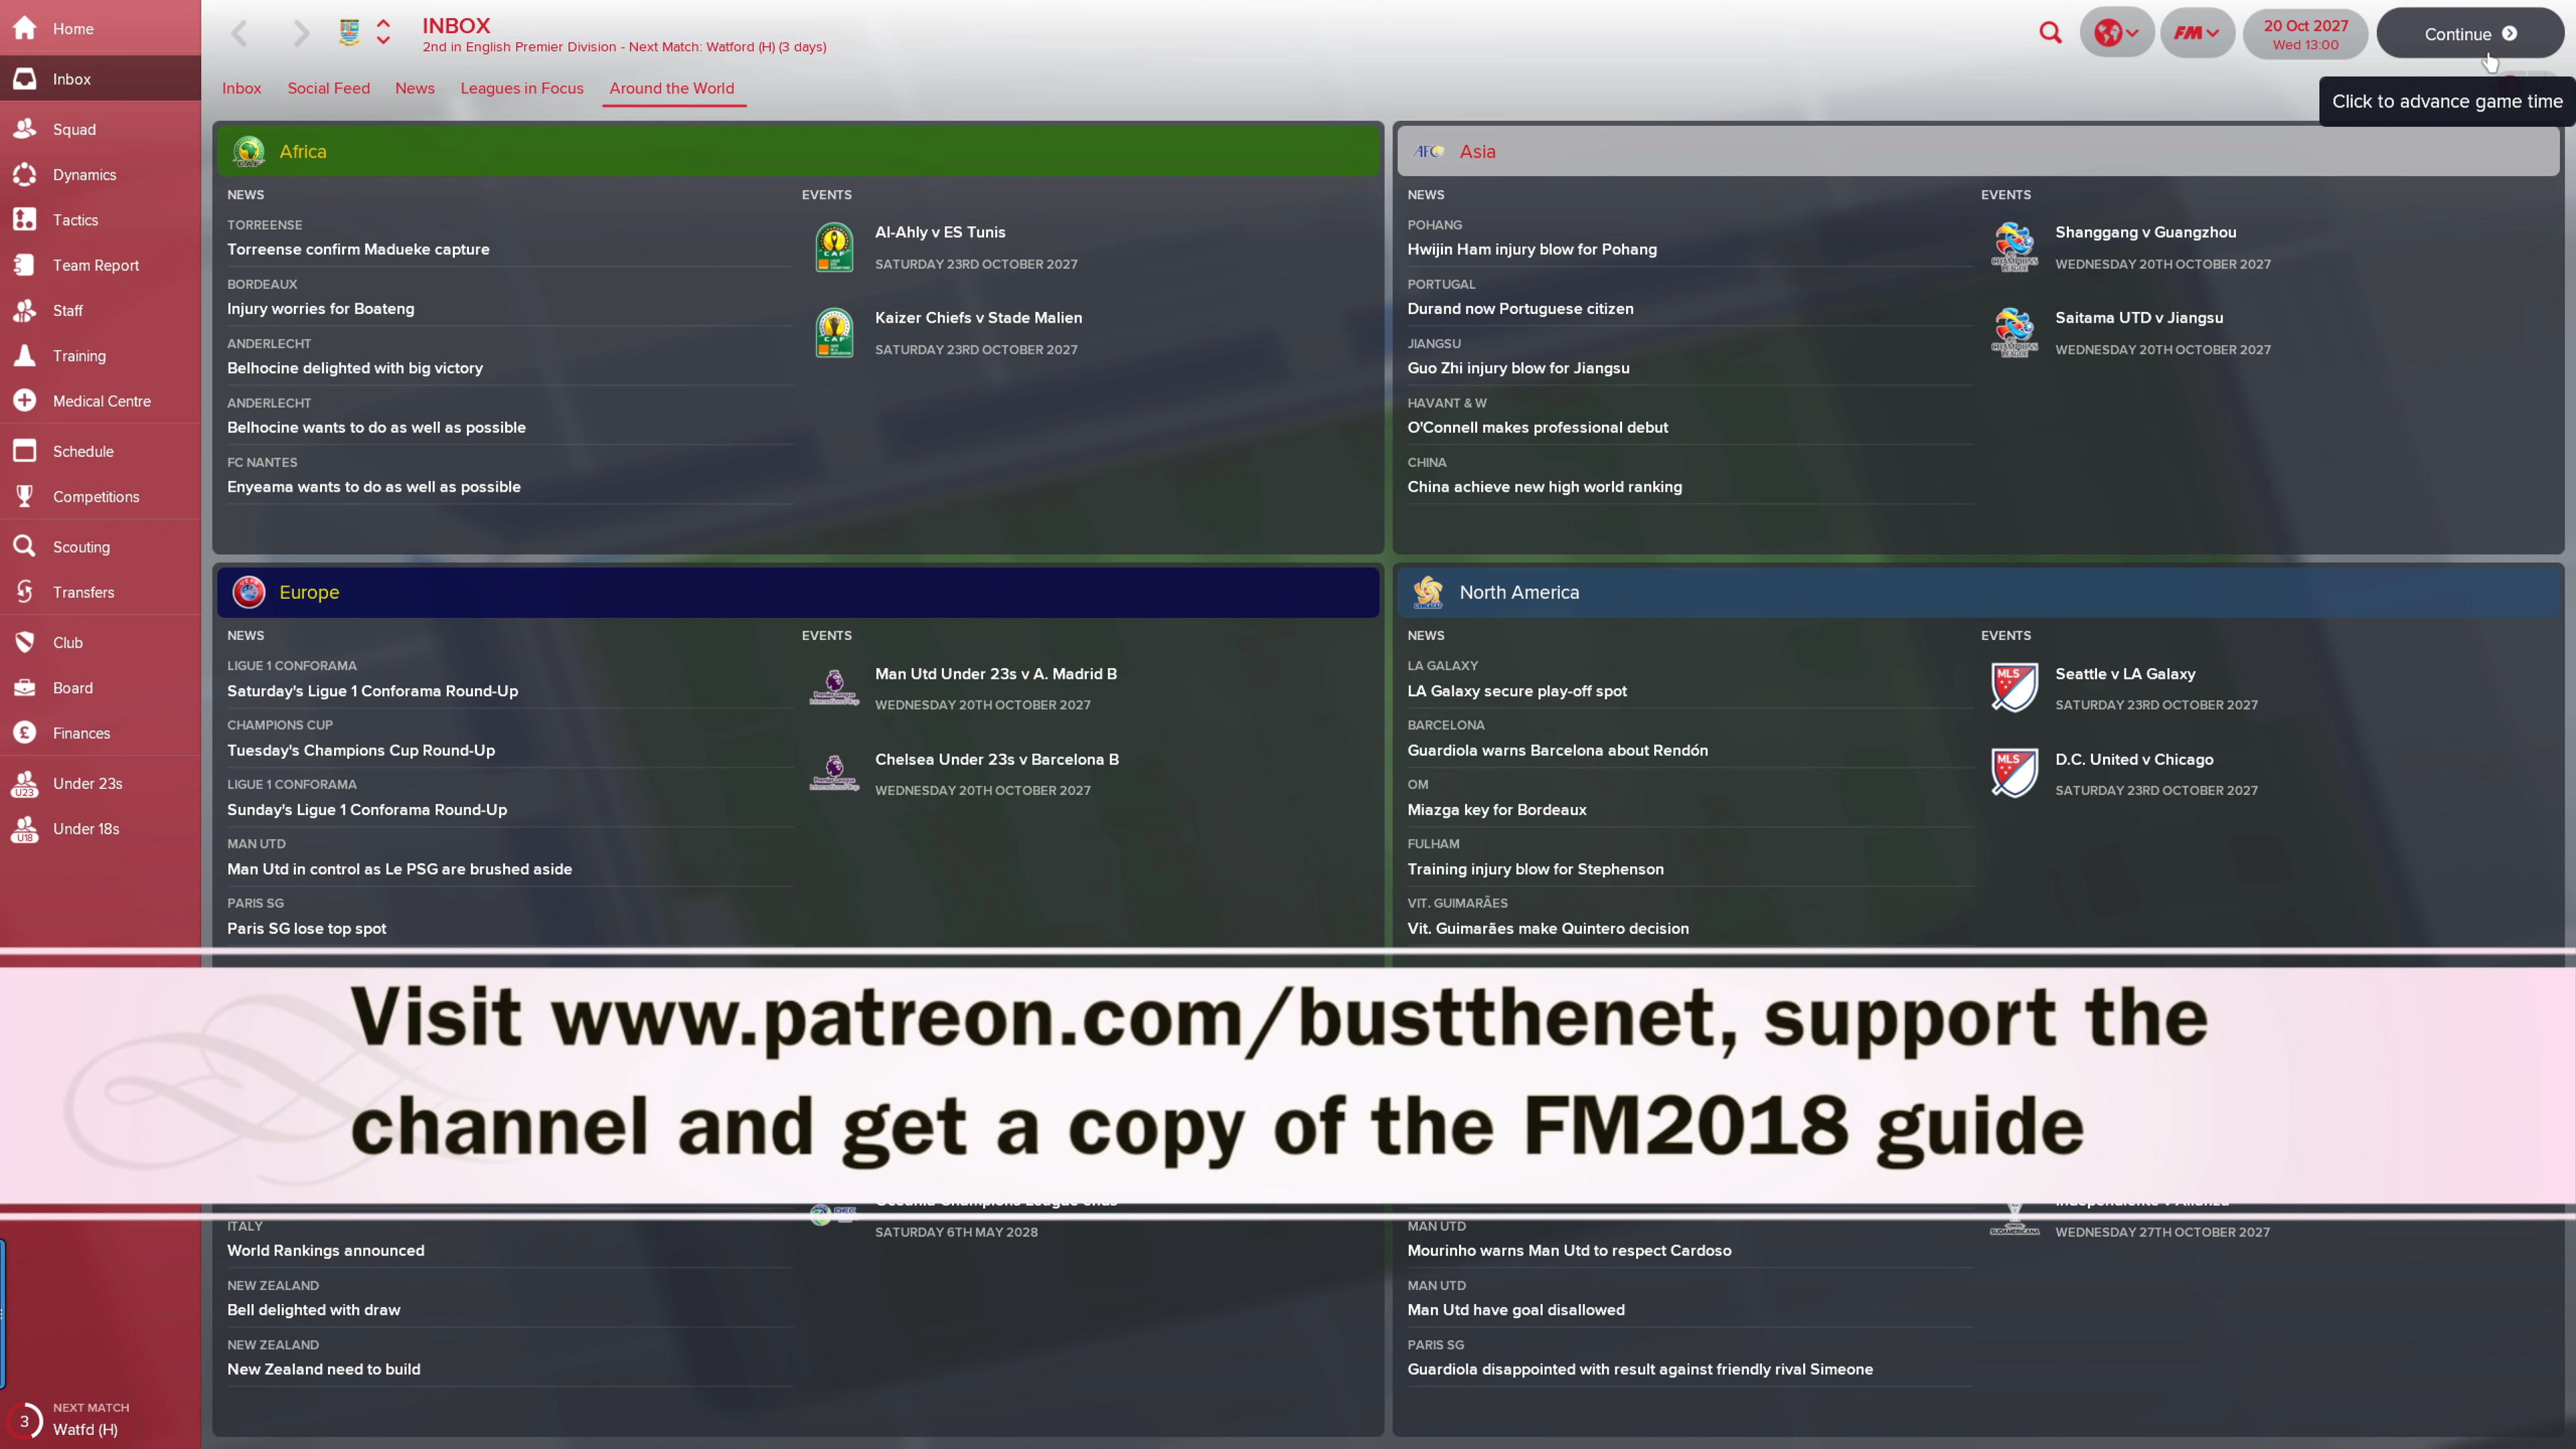 Home
Inbox
Squad
Dynamics
Tactics
Team Report
Staff
Training
Medical Centre
Schedule
Competitions
Scouting
Transfers
Club
Board
Finances
U23
Under 23s
U18
Under 18s
3
NEXT MATCH
Watfd (H)
INBOX
2nd in English Premier Division - Next Match: Watford (H) (3 days)
FM
20 Oct 2027
Wed 13:00
Continue
Click to advance game time
Inbox
Social Feed
News
Leagues in Focus
Around the World
Africa
NEWS
TORREENSE
Torreense confirm Madueke capture
BORDEAUX
Injury worries for Boateng
ANDERLECHT
Belhocine delighted with big victory
ANDERLECHT
Belhocine wants to do as well as possible
FC NANTES
Enyeama wants to do as well as possible
EVENTS
Al-Ahly v ES Tunis
SATURDAY 23RD OCTOBER 2027
Kaizer Chiefs v Stade Malien
SATURDAY 23RD OCTOBER 2027
AFC
Asia
NEWS
POHANG
Hwijin Ham injury blow for Pohang
PORTUGAL
Durand now Portuguese citizen
JIANGSU
Guo Zhi injury blow for Jiangsu
HAVANT & W
O'Connell makes professional debut
CHINA
China achieve new high world ranking
EVENTS
Shanggang v Guangzhou
WEDNESDAY 20TH OCTOBER 2027
Saitama UTD v Jiangsu
WEDNESDAY 20TH OCTOBER 2027
Europe
NEWS
LIGUE 1 CONFORAMA
Saturday's Ligue 1 Conforama Round-Up
CHAMPIONS CUP
Tuesday's Champions Cup Round-Up
LIGUE 1 CONFORAMA
Sunday's Ligue 1 Conforama Round-Up
MAN UTD
Man Utd in control as Le PSG are brushed aside
PARIS SG
Paris SG lose top spot
EVENTS
Man Utd Under 23s v A. Madrid B
WEDNESDAY 20TH OCTOBER 2027
Chelsea Under 23s v Barcelona B
WEDNESDAY 20TH OCTOBER 2027
North America
NEWS
LA GALAXY
LA Galaxy secure play-off spot
BARCELONA
Guardiola warns Barcelona about Rendón
OM
Miazga key for Bordeaux
FULHAM
Training injury blow for Stephenson
VIT. GUIMARÃES
Vit. Guimarães make Quintero decision
EVENTS
MLS
Seattle v LA Galaxy
SATURDAY 23RD OCTOBER 2027
MLS
D.C. United v Chicago
SATURDAY 23RD OCTOBER 2027
Visit www.patreon.com/bustthenet, support the
channel and get a copy of the FM2018 guide
ITALY
World Rankings announced
NEW ZEALAND
Bell delighted with draw
NEW ZEALAND
New Zealand need to build
SATURDAY 6TH MAY 2028
MAN UTD
Mourinho warns Man Utd to respect Cardoso
MAN UTD
Man Utd have goal disallowed
PARIS SG
Guardiola disappointed with result against friendly rival Simeone
WEDNESDAY 27TH OCTOBER 2027